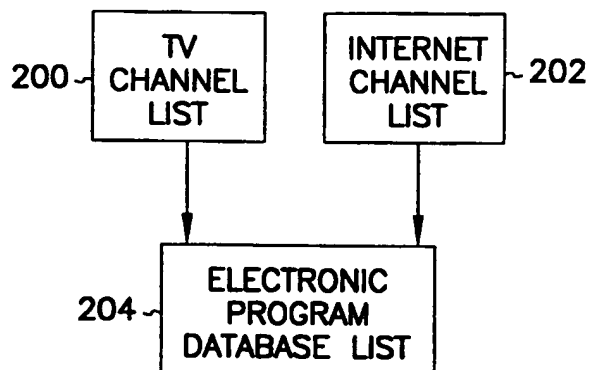 200
TV
CHANNEL
LIST
INTERNET
CHANNEL
LIST
202
204
ELECTRONIC
PROGRAM
DATABASE LIST